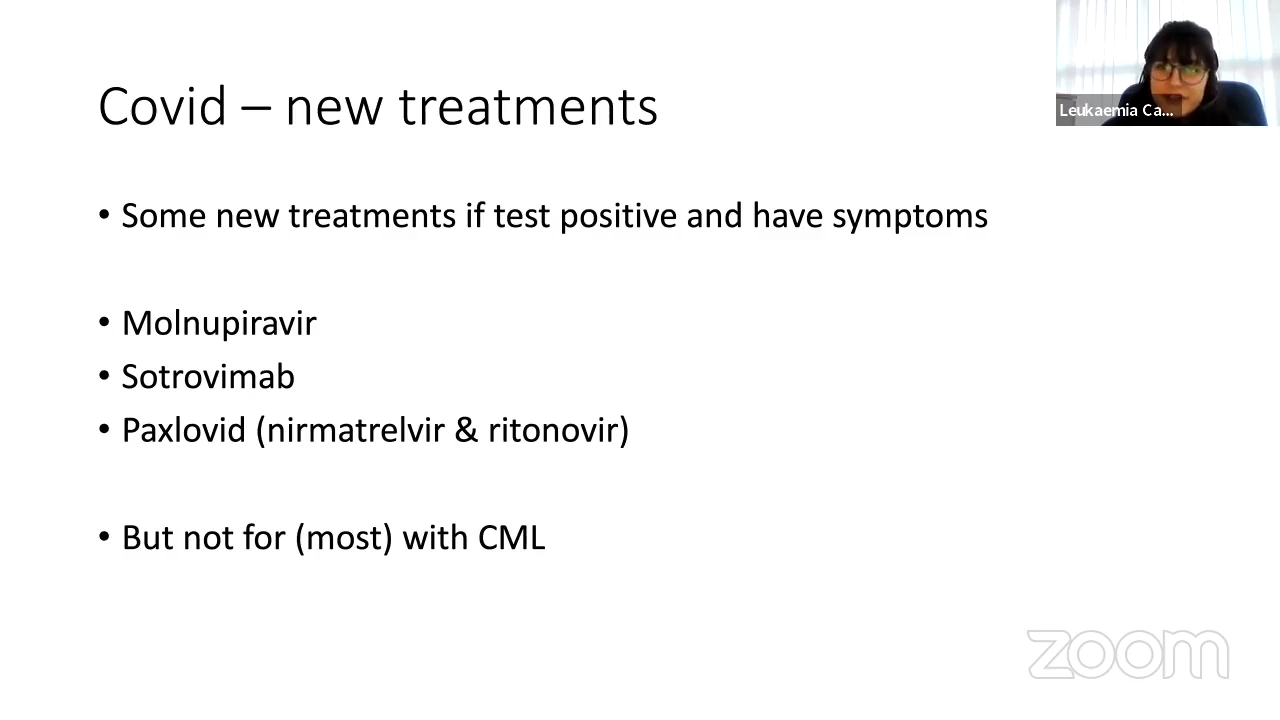 Covid – new treatments
Leukaemia Ca...
• Some new treatments if test positive and have symptoms
• Molnupiravir
• Sotrovimab
• Paxlovid (nirmatrelvir & ritonovir)
• But not for (most) with CML
zoom